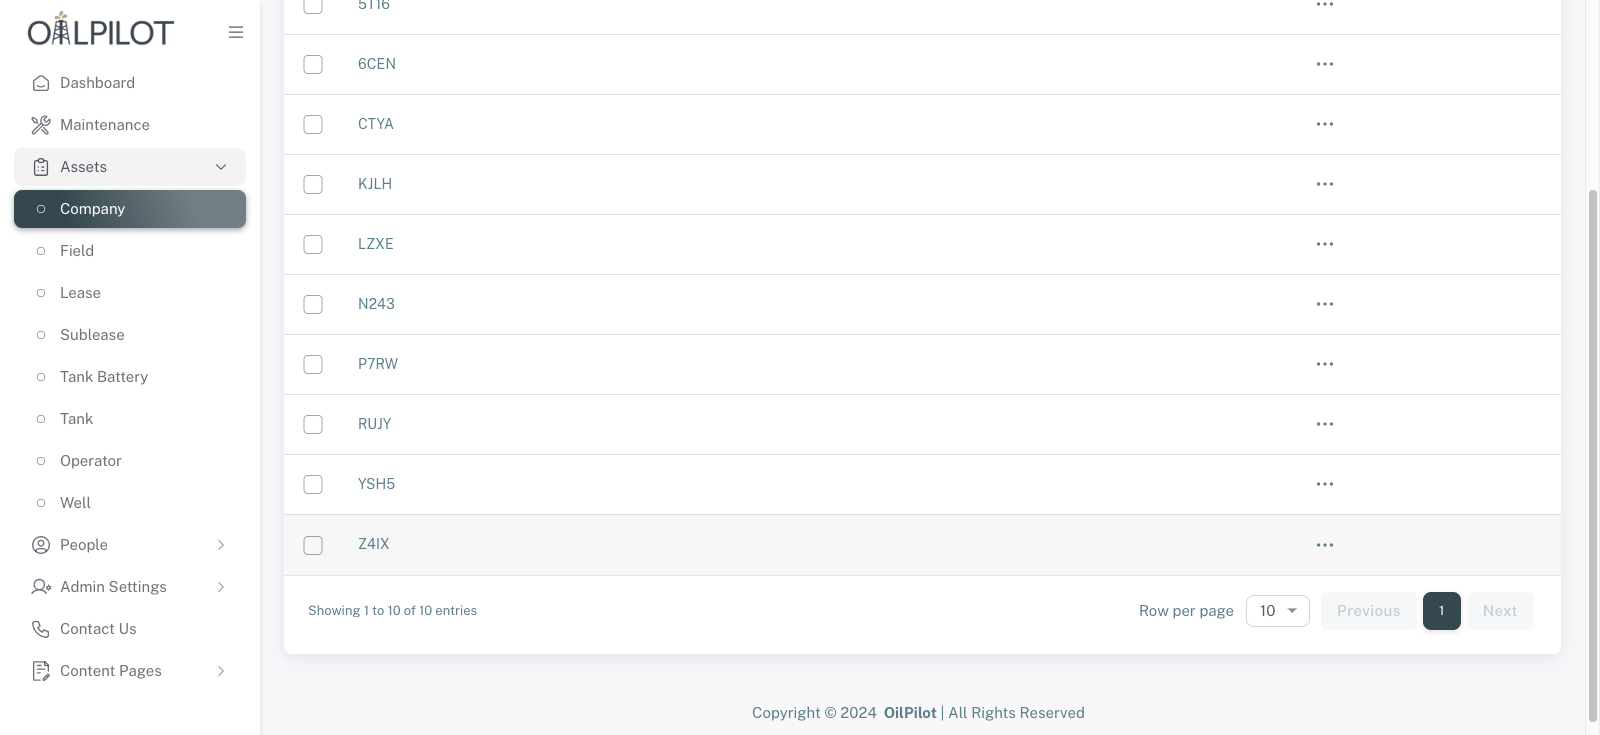 OILPILOT
Dashboard
Maintenance
Assets
Company
Field
Lease
Sublease
Tank Battery
Tank
Operator
Well
People
Admin Settings
Contact Us
Content Pages
5T16
6CEN
CTYA
KJLH
LZXE
N243
P7RW
RUJY
YSH5
Z4IX
Showing 1 to 10 of 10 entries
Row per page 10 Previous 1 Next
Copyright © 2024 OilPilot | All Rights Reserved